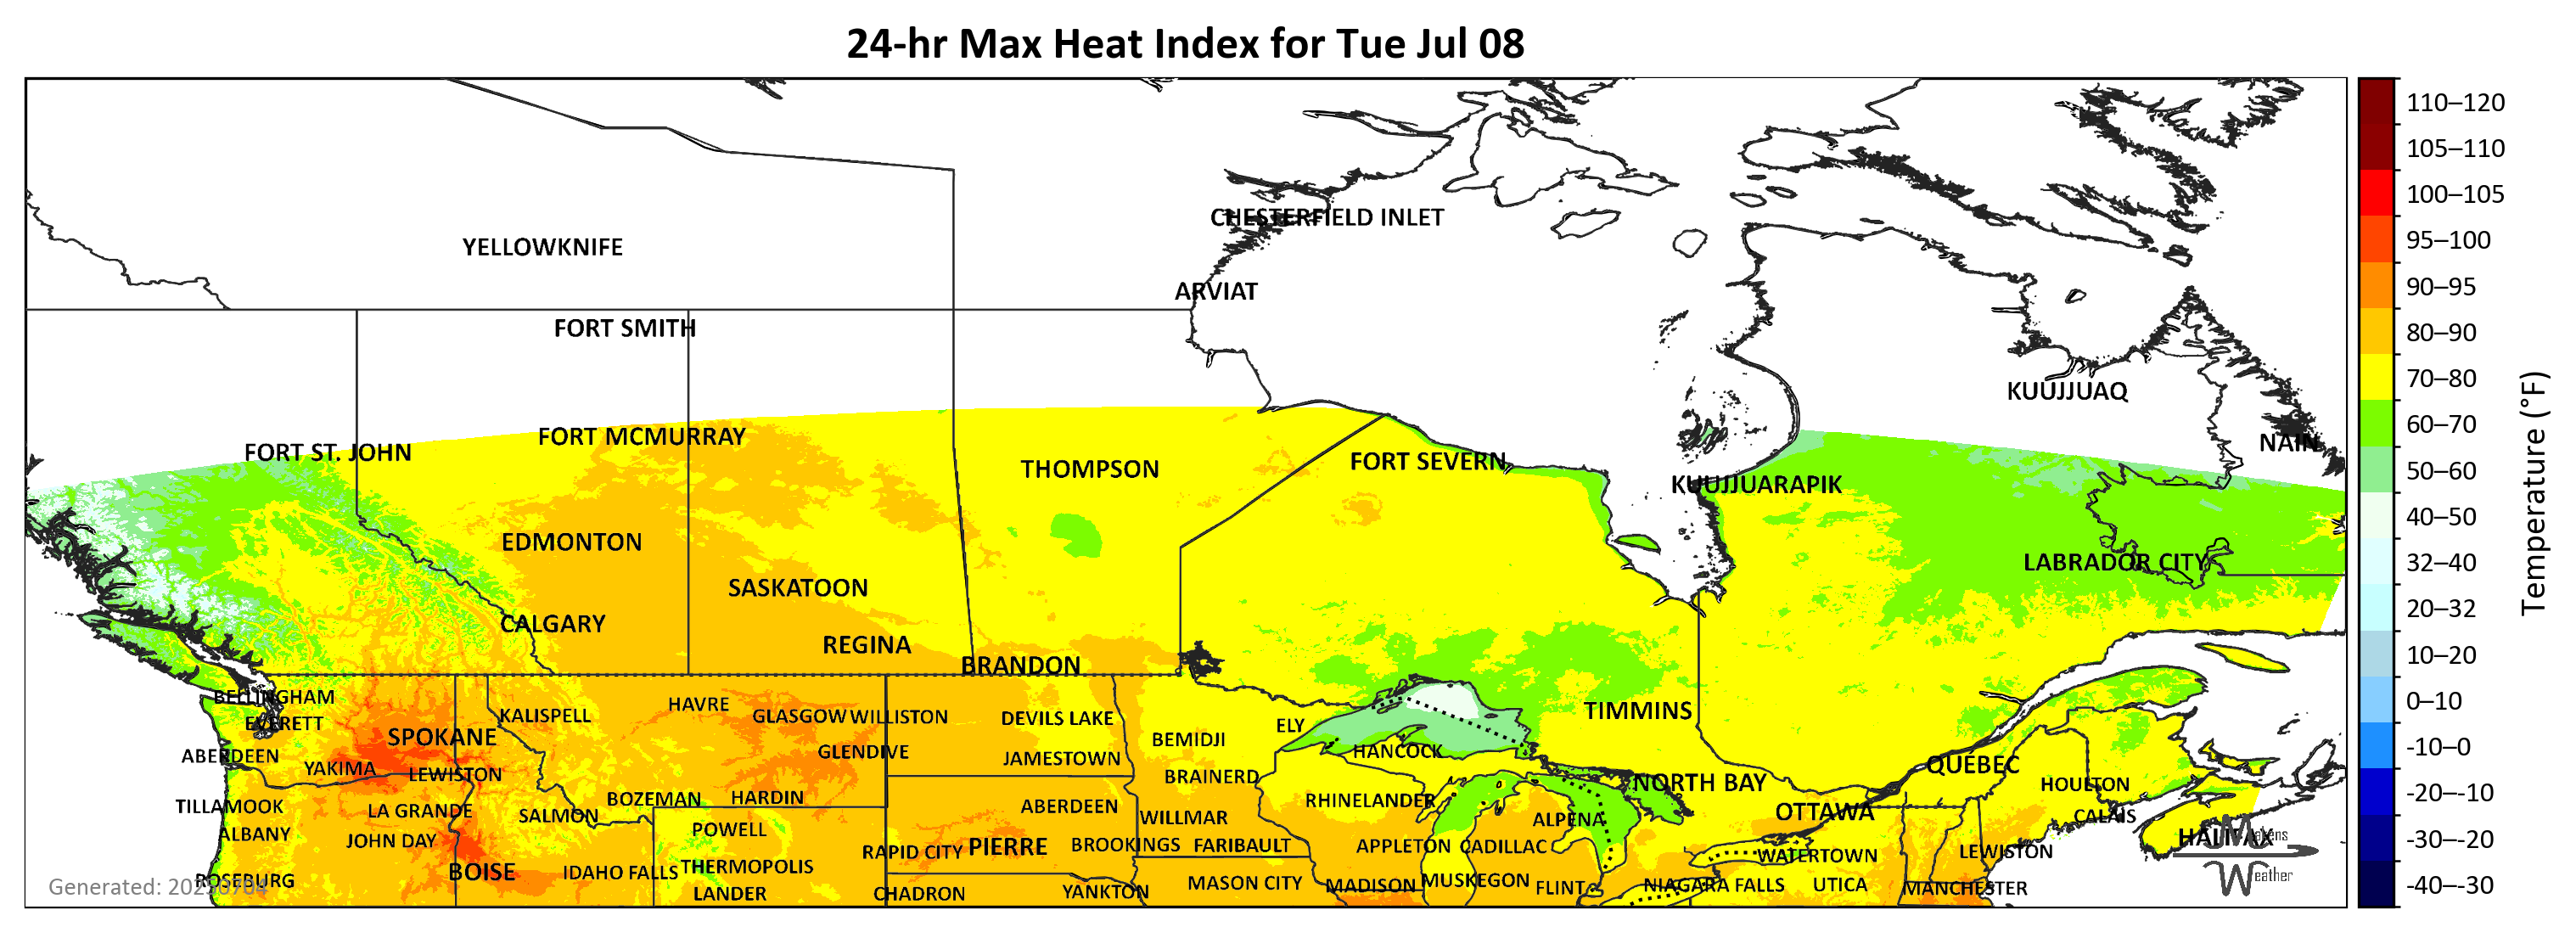 24-hr Max Heat Index for Tue Jul 08
110–120
105–110
100–105
95–100
90–95
80–90
70–80
60–70
50–60
40–50
32–40
20–32
10–20
0–10
-10–0
-20–-10
-30–-20
-40–-30
Temperature (°F)
CHESTERFIELD INLET
YELLOWKNIFE
ARVIAT
FORT SMITH
KUUJJUAQ
FORT MCMURRAY
NAIN
FORT ST. JOHN
FORT SEVERN
THOMPSON
KUUJJUARAPIK
EDMONTON
LABRADOR CITY
SASKATOON
CALGARY
REGINA
BRANDON
BELLINGHAM
HAVRE
TIMMINS
KALISPELL
GLASGOW
WILLISTON
DEVILS LAKE
EVERETT
ELY
SPOKANE
BEMIDJI
HANCOCK
GLENDIVE
ABERDEEN
JAMESTOWN
QUÉBEC
YAKIMA
LEWISTON
BRAINERD
NORTH BAY
HOULTON
BOZEMAN
HARDIN
RHINELANDER
TILLAMOOK
LA GRANDE
ABERDEEN
OTTAWA
SALMON
WILLMAR
ALPENA
CALAIS
ALBANY
POWELL
HALIFAX
JOHN DAY
RAPID CITY
PIERRE
BROOKINGS
FARIBAULT
APPLETON
CADILLAC
WATERTOWN
LEWISTON
BOISE
IDAHO FALLS
THERMOPOLIS
ROSEBURG
MASON CITY
MADISON
MUSKEGON
FLINT
NIAGARA FALLS
UTICA
MANCHESTER
LANDER
CHADRON
YANKTON
Weather